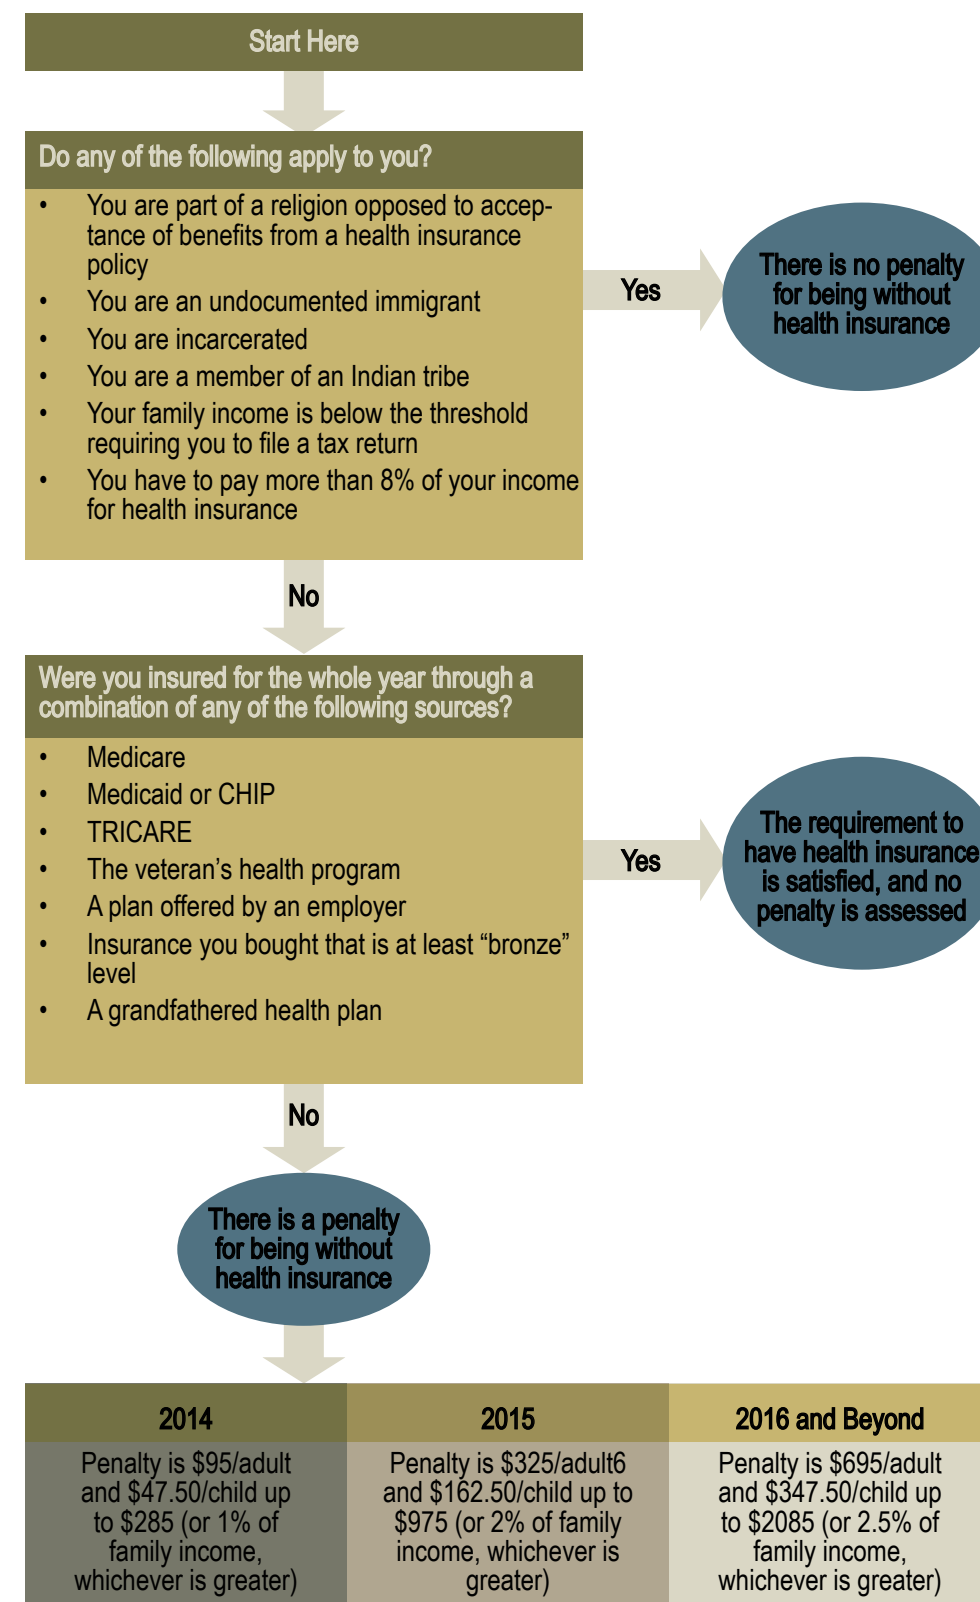 Start Here
Do any of the following apply to you?
• You are part of a religion opposed to accep-
tance of benefits from a health insurance
policy
• You are an undocumented immigrant
• You are incarcerated
• You are a member of an Indian tribe
• Your family income is below the threshold
requiring you to file a tax return
• You have to pay more than 8% of your income
for health insurance
Yes
There is no penalty
for being without
health insurance
No
Were you insured for the whole year through a
combination of any of the following sources?
• Medicare
• Medicaid or CHIP
• TRICARE
• The veteran’s health program
• A plan offered by an employer
• Insurance you bought that is at least “bronze”
level
• A grandfathered health plan
Yes
The requirement to
have health insurance
is satisfied, and no
penalty is assessed
No
There is a penalty
for being without
health insurance
2014
Penalty is $95/adult
and $47.50/child up
to $285 (or 1% of
family income,
whichever is greater)
2015
Penalty is $325/adult6
and $162.50/child up to
$975 (or 2% of family
income, whichever is
greater)
2016 and Beyond
Penalty is $695/adult
and $347.50/child up
to $2085 (or 2.5% of
family income,
whichever is greater)